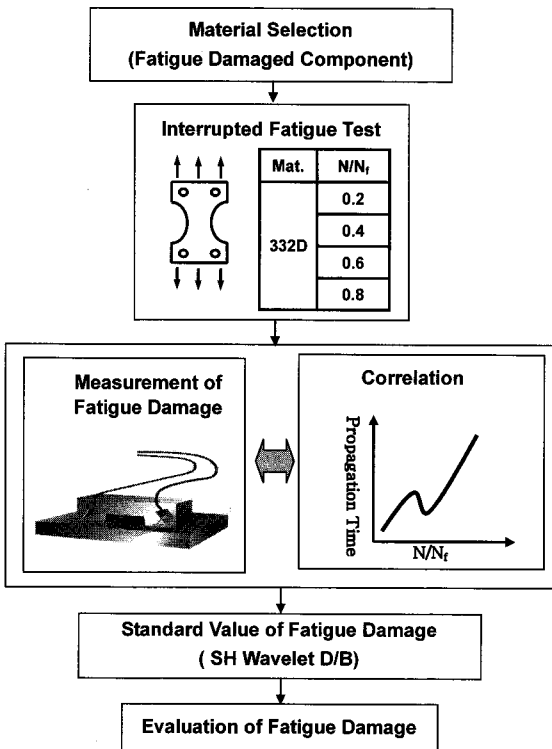 Material Selection
(Fatigue Damaged Component)
Interrupted Fatigue Test
Mat. N/Nf
332D
0.2
0.4
0.6
0.8
Measurement of
Fatigue Damage
Correlation
Propagation Time
N/Nf
Standard Value of Fatigue Damage
( SH Wavelet D/B)
Evaluation of Fatigue Damage